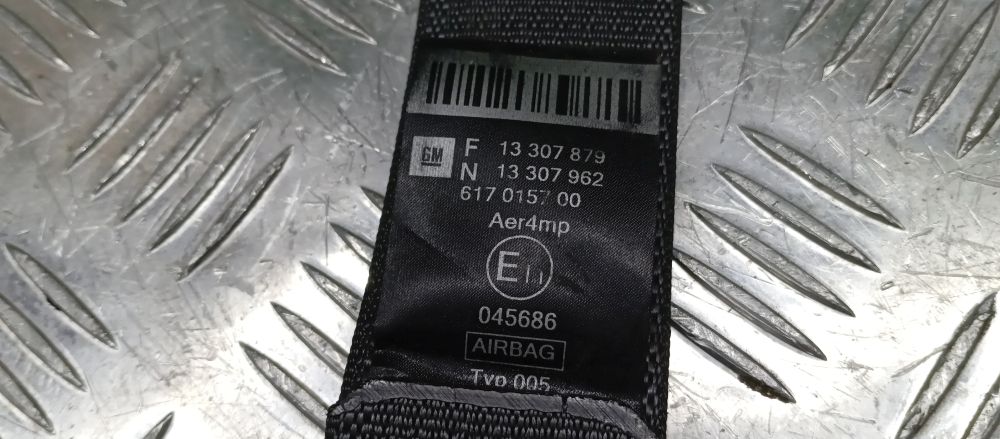 GM
F 13 307 879
N 13 307 962
617 0157 00
Aer4mp
E11
045686
AIRBAG
Typ 005